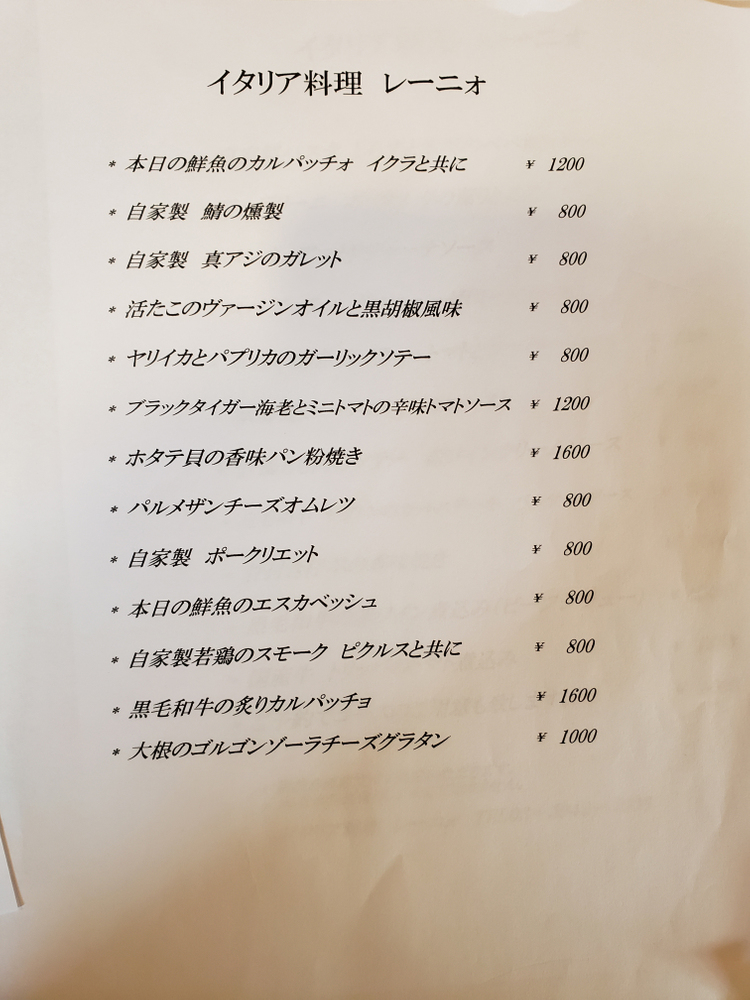 イタリア料理 レーニォ
* 本日の鮮魚のカルパッチォ イクラと共に ￥ 1200
* 自家製 鯖の燻製 ￥ 800
* 自家製 真アジのガレット ￥ 800
* 活たこのヴァージンオイルと黒胡椒風味 ￥ 800
* ヤリイカとパプリカのガーリックソテー ￥ 800
* ブラックタイガー海老とミニトマトの辛味トマトソース ￥ 1200
* ホタテ貝の香味パン粉焼き ￥ 1600
* パルメザンチーズオムレツ ￥ 800
* 自家製 ポークリエット ￥ 800
* 本日の鮮魚のエスカベッシュ ￥ 800
* 自家製若鶏のスモーク ピクルスと共に ￥ 800
* 黒毛和牛の炙りカルパッチョ ￥ 1600
* 大根のゴルゴンゾーラチーズグラタン ￥ 1000